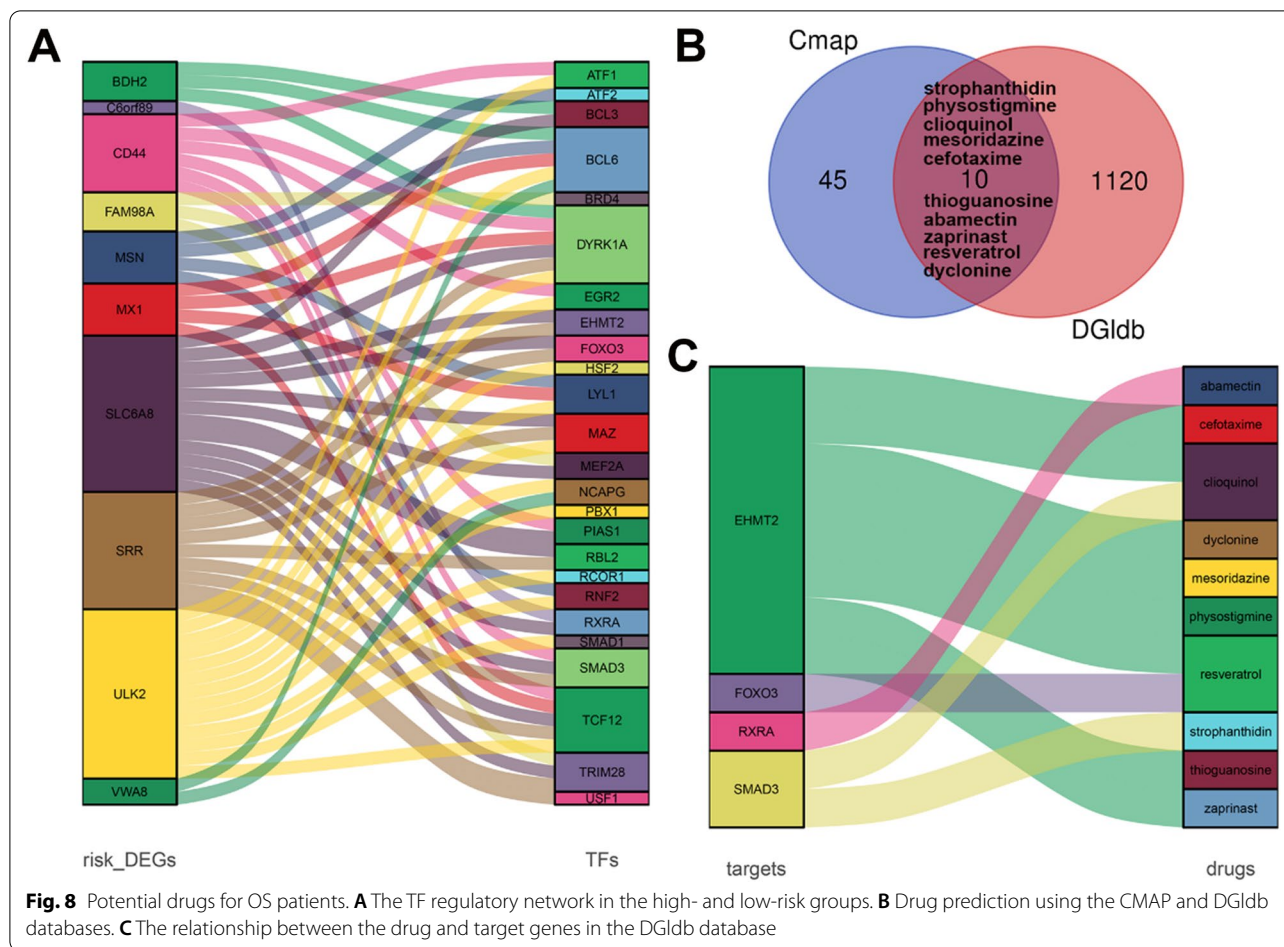 A
BDH2
C6orf89
CD44
FAM98A
MSN
MX1
SLC6A8
SRR
ULK2
VWA8
risk_DEGs
ATF1
ATF2
BCL3
BCL6
BRD4
DYRK1A
EGR2
EHMT2
FOXO3
HSF2
LYL1
MAZ
MEF2A
NCAPG
PBX1
PIAS1
RBL2
RCOR1
RNF2
RXRA
SMAD1
SMAD3
TCF12
TRIM28
USF1
TFs
B
Cmap
strophanthidin
physostigmine
clioquinol
mesoridazine
cefotaxime
45 10 1120
thioguanosine
abamectin
zaprinast
resveratrol
dyclonine
DGIdb
C
EHMT2
FOXO3
RXRA
SMAD3
targets
abamectin
cefotaxime
clioquinol
dyclonine
mesoridazine
physostigmine
resveratrol
strophanthidin
thioguanosine
zaprinast
drugs
Fig. 8 Potential drugs for OS patients. A The TF regulatory network in the high- and low-risk groups. B Drug prediction using the CMAP and DGIdb
databases. C The relationship between the drug and target genes in the DGIdb database